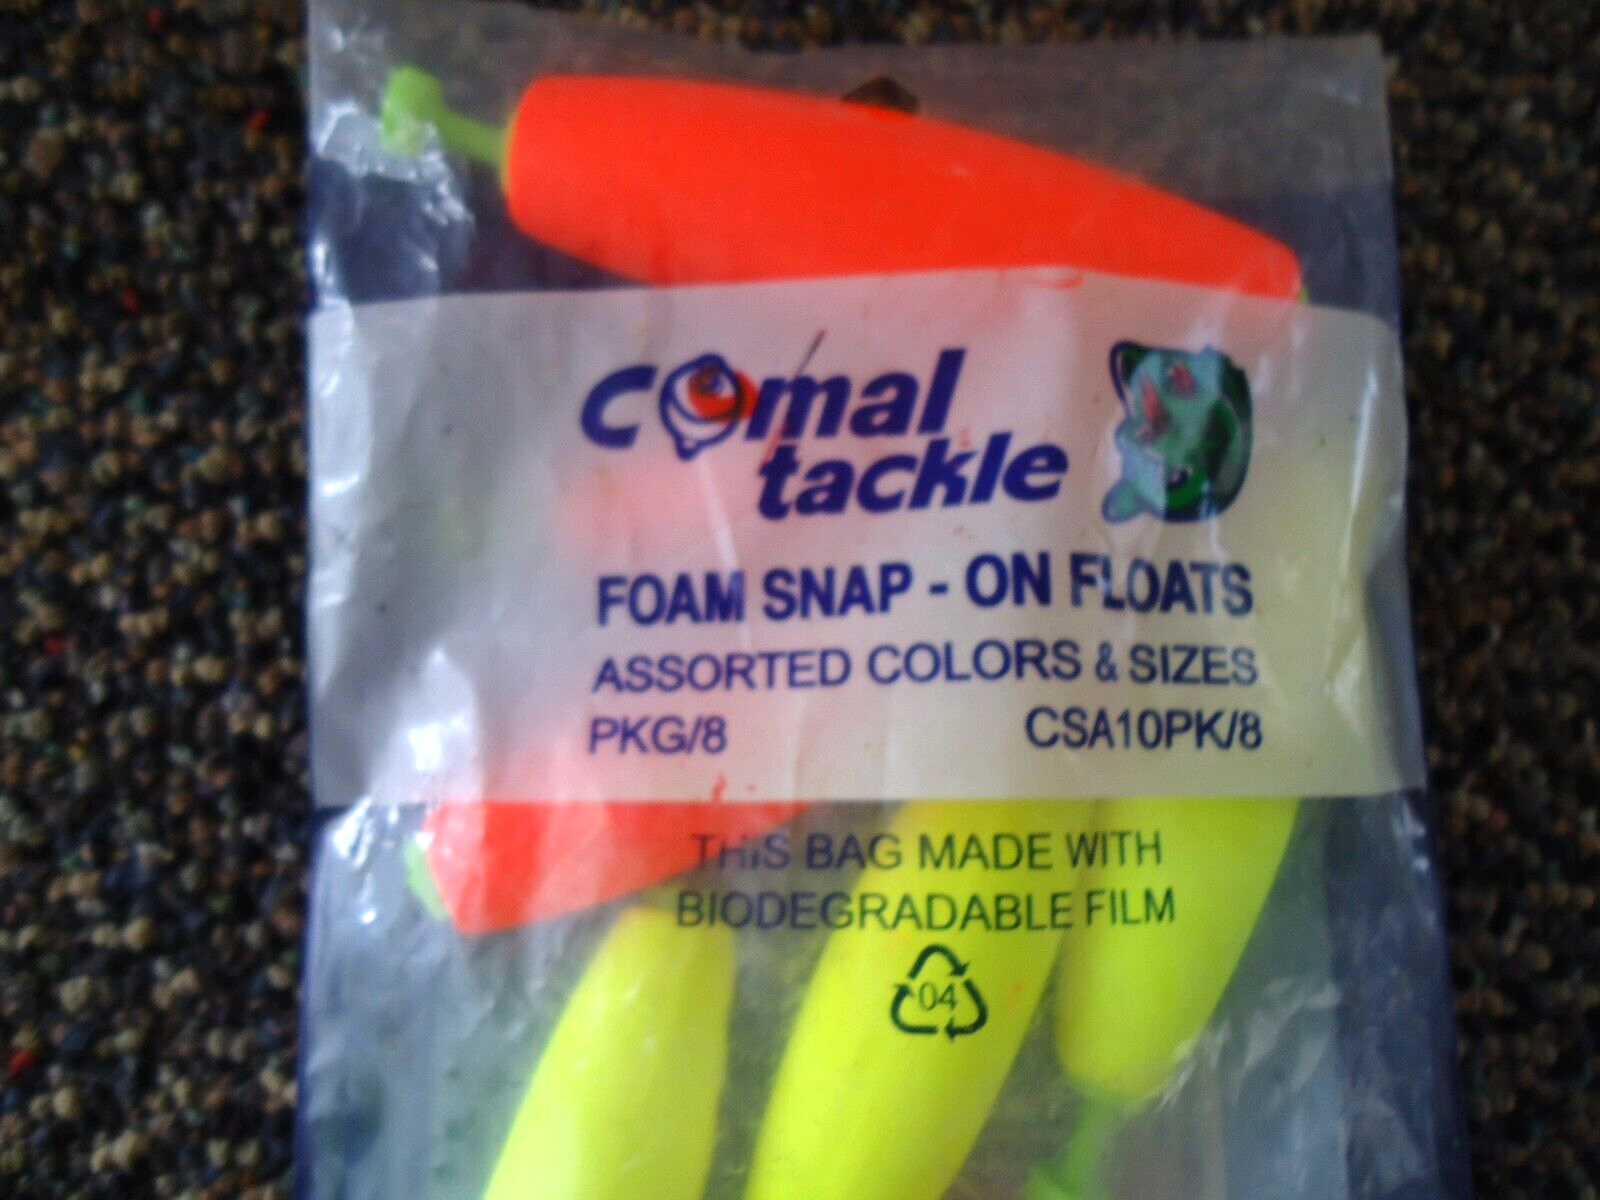 comal
tackle
FOAM SNAP - ON FLOATS
ASSORTED COLORS & SIZES
PKG/8 CSA10PK/8
THIS BAG MADE WITH
BIODEGRADABLE FILM
04